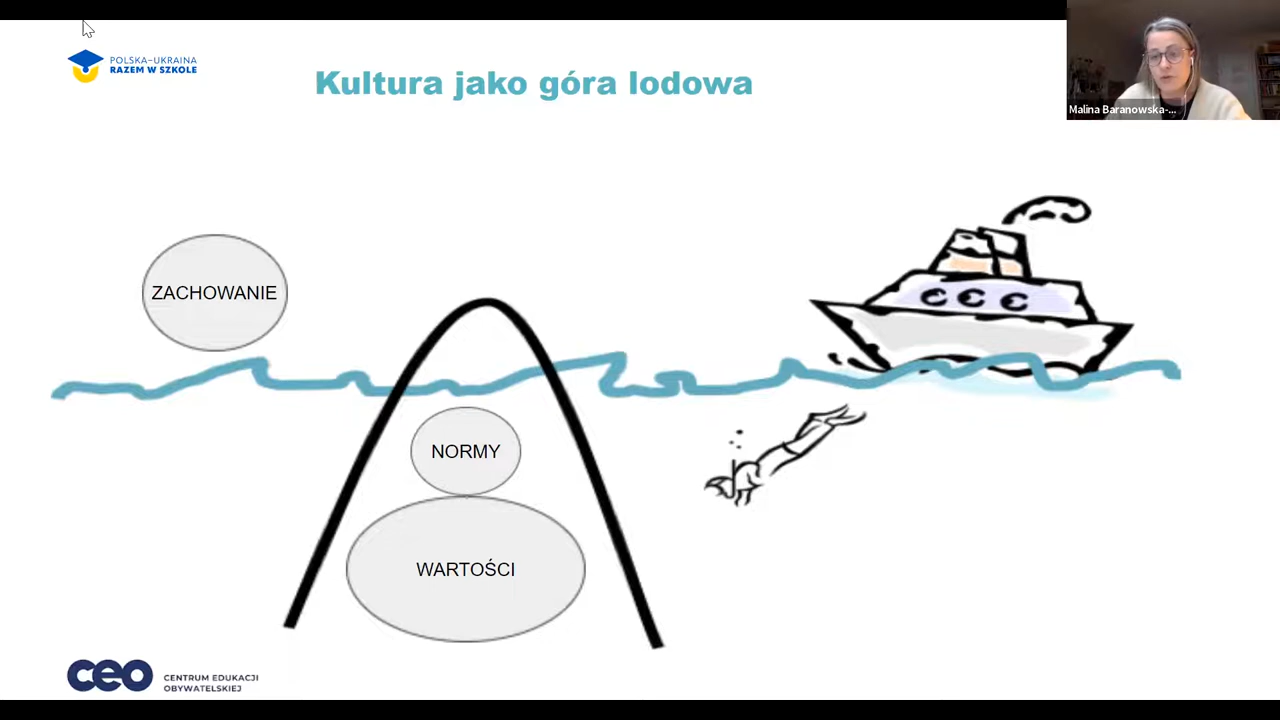 POLSKA-UKRAINA
RAZEM W SZKOLE
Kultura jako góra lodowa
Malina Baranowska-...
ZACHOWANIE
NORMY
WARTOŚCI
ceo
CENTRUM EDUKACJI
OBYWATELSKIEJ